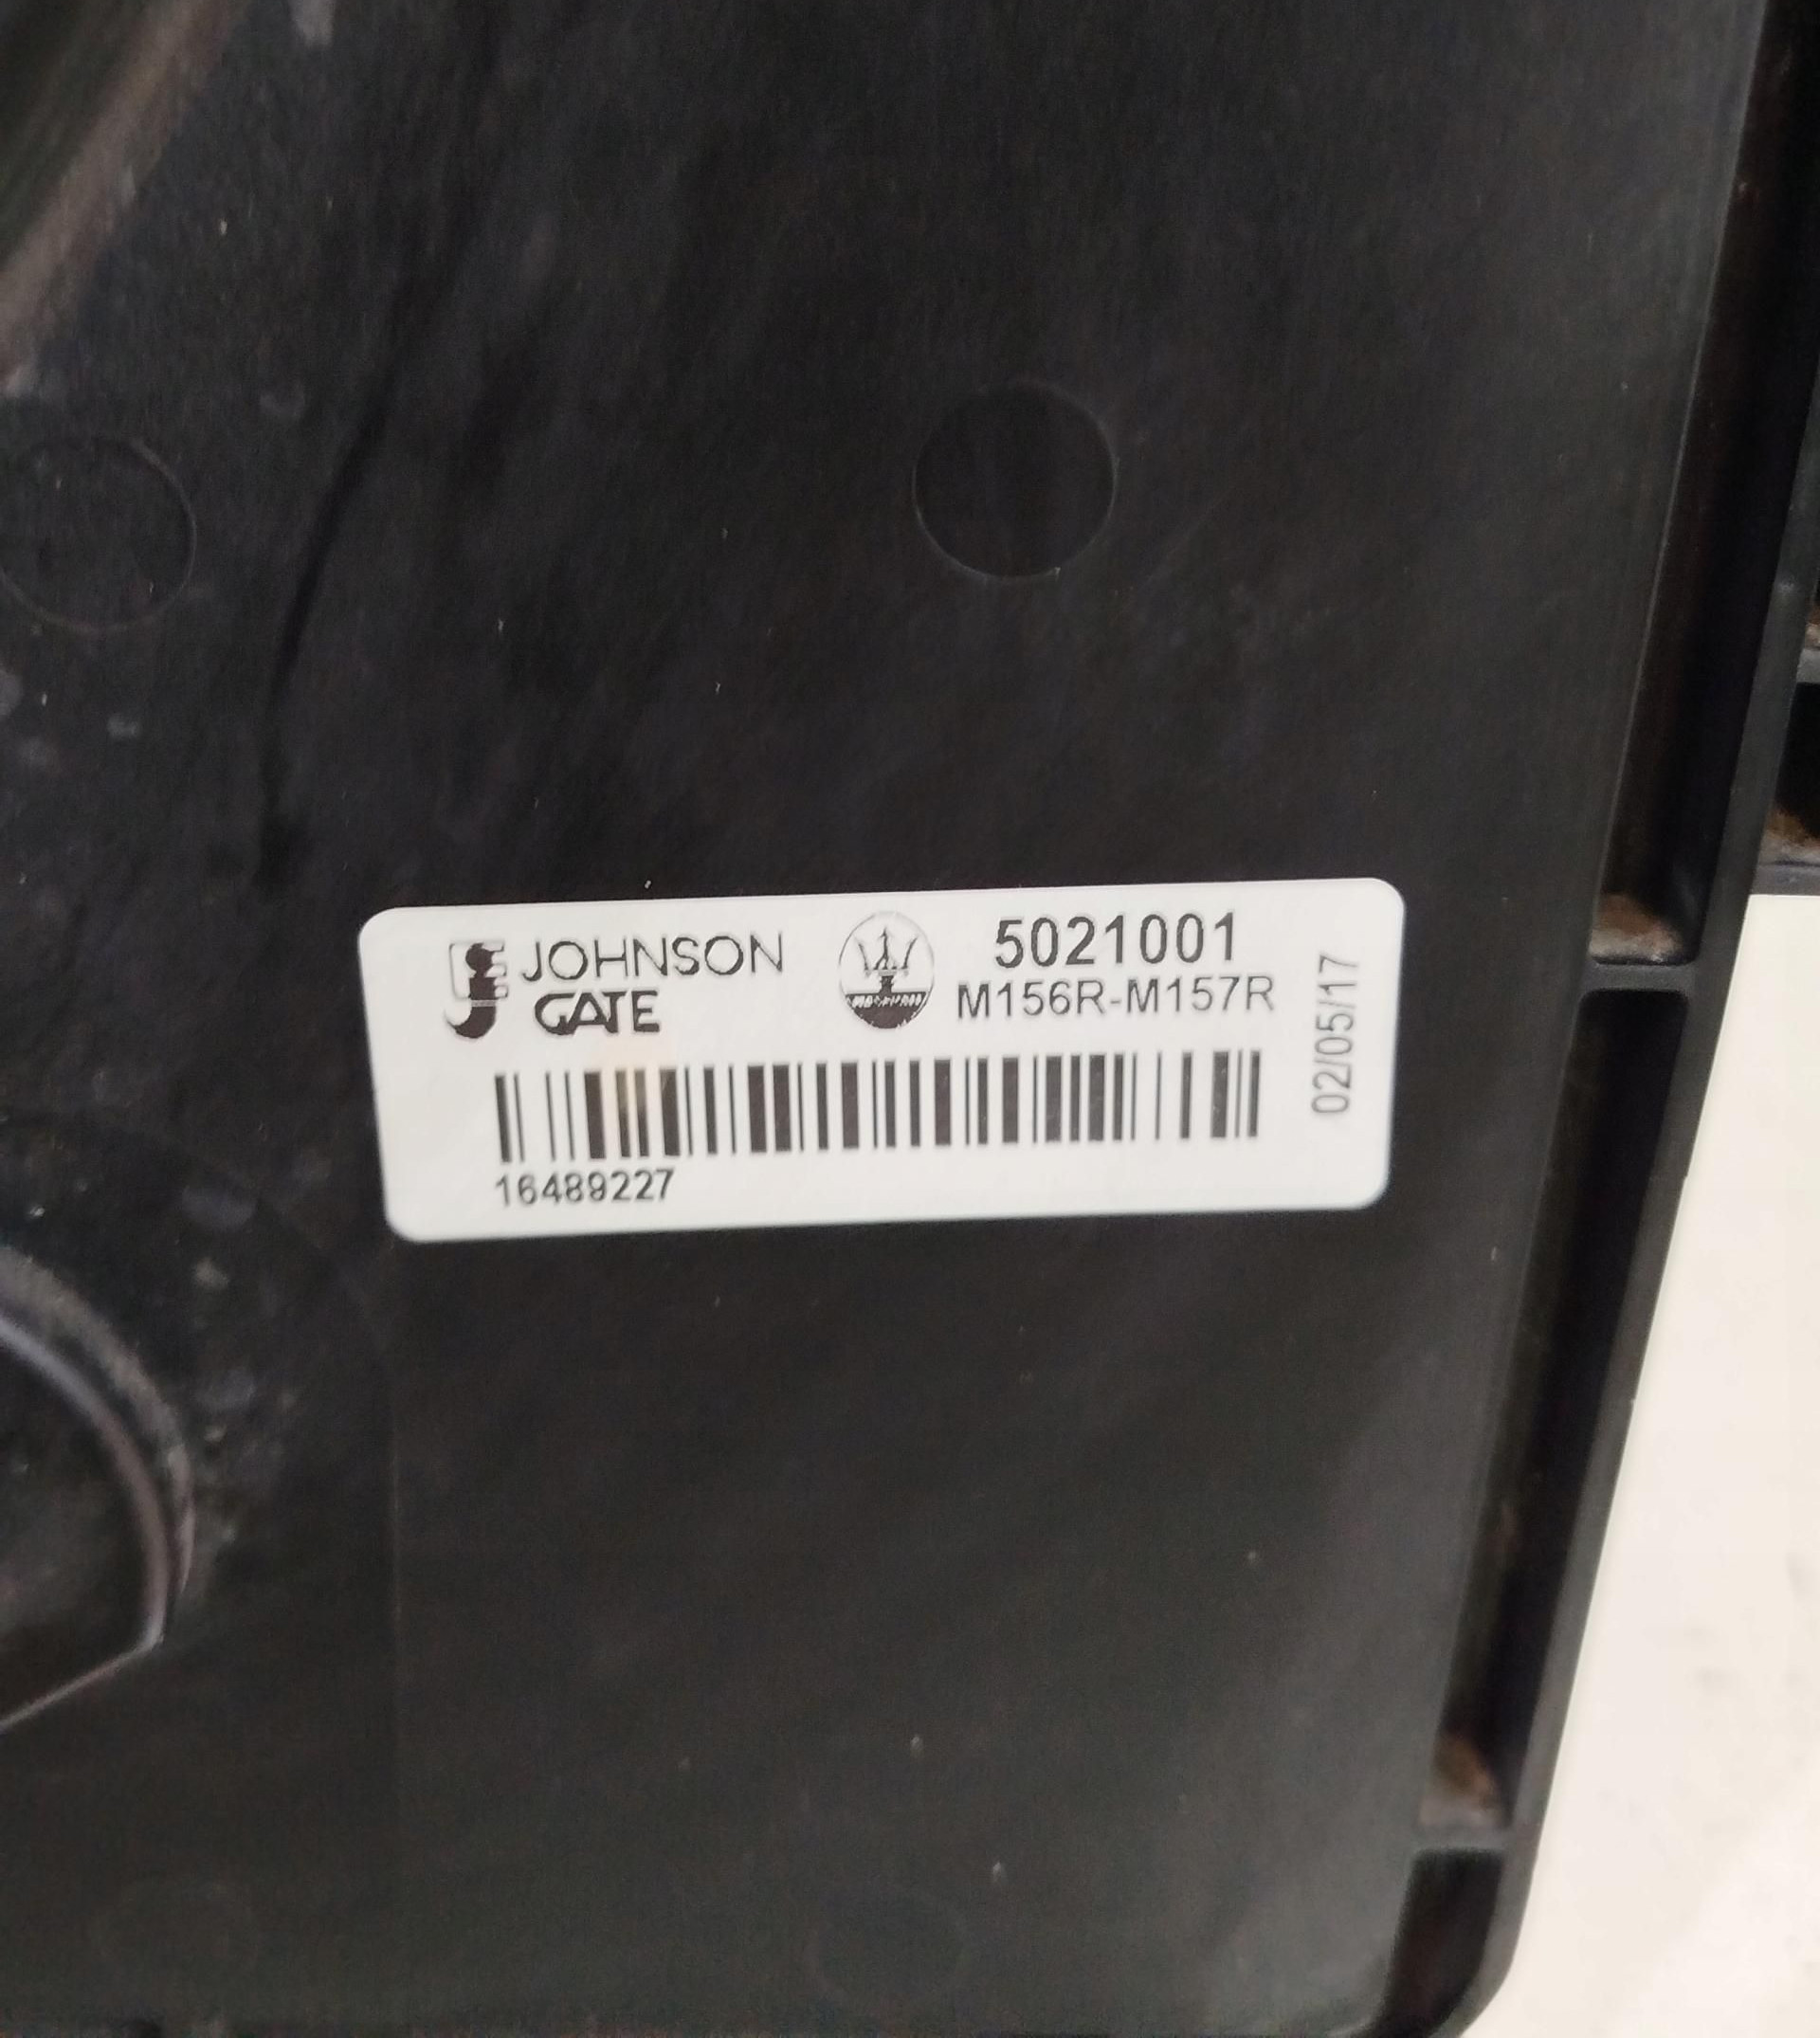 JOHNSON
GATE
5021001
M156R-M157R
02/05/17
16489227